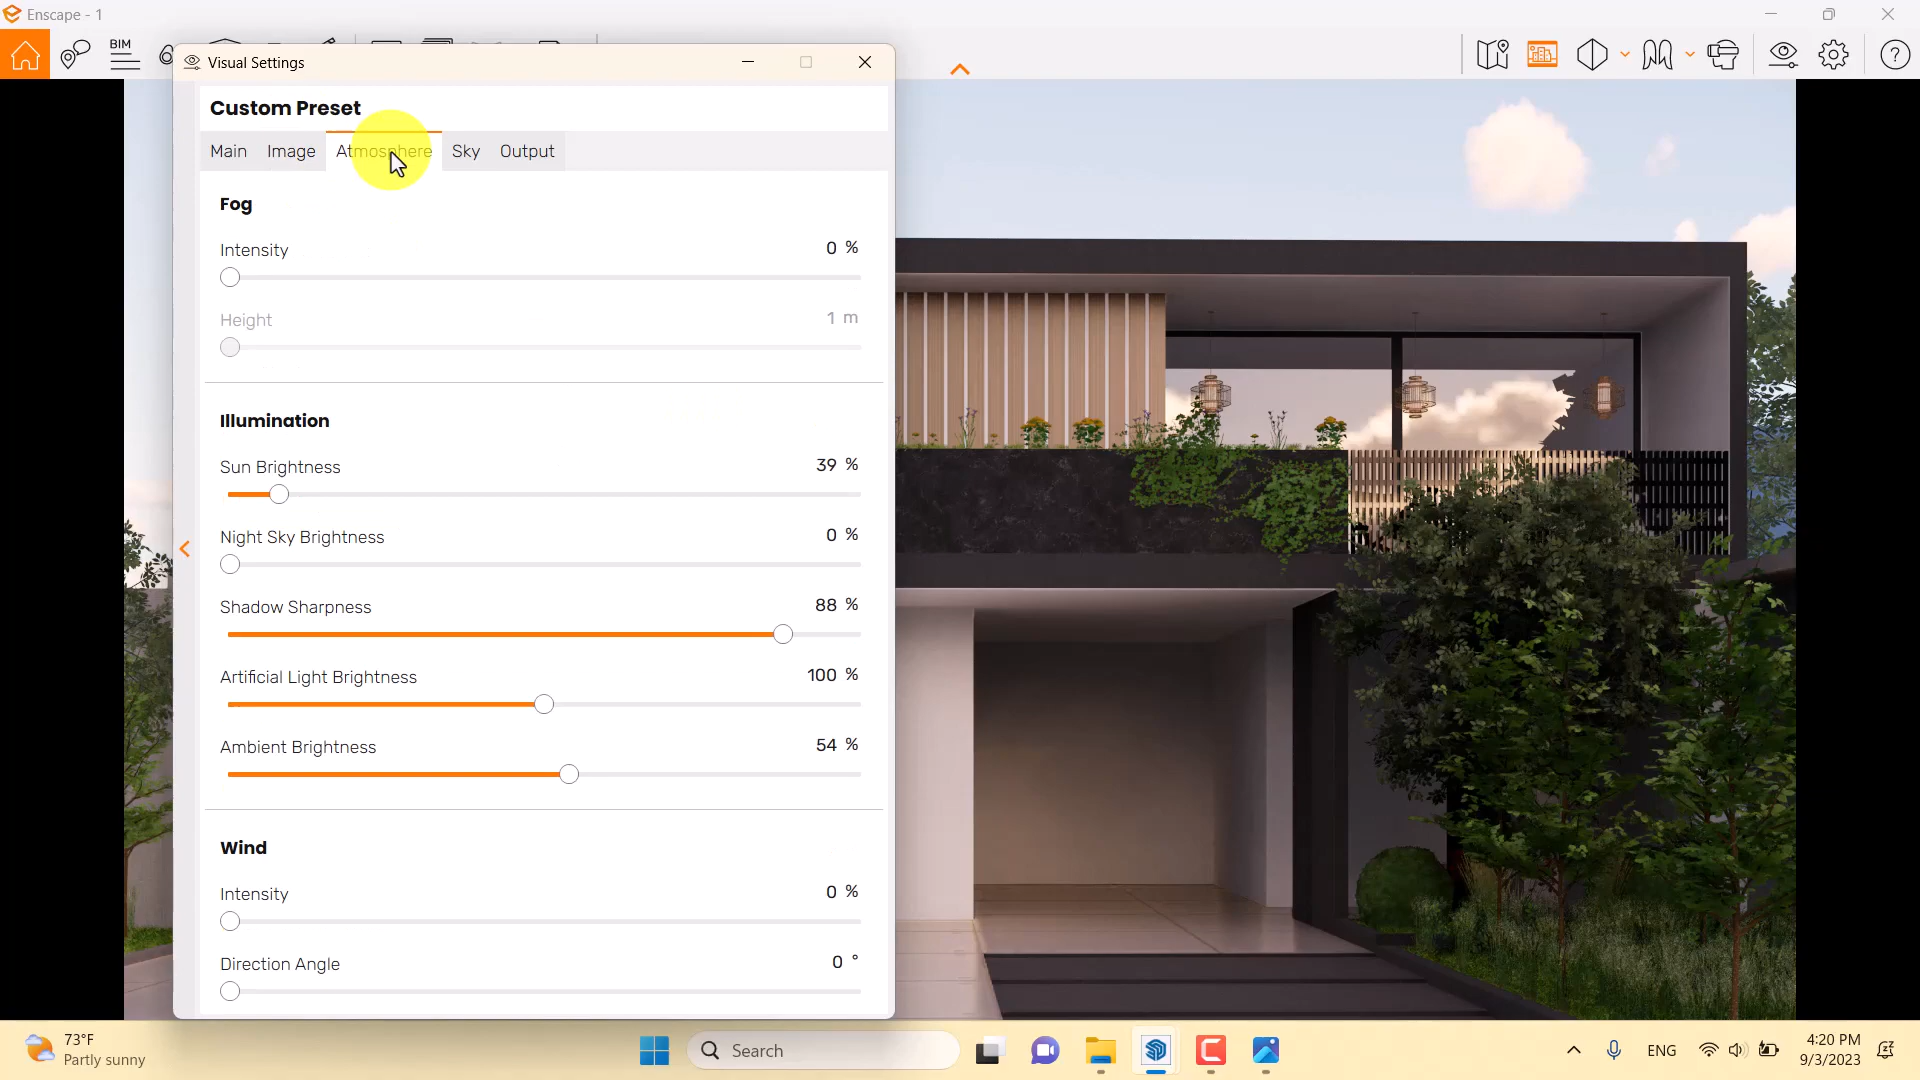 Enscape - 1
BIM
Visual Settings
Custom Preset
Main Image Atmosphere Sky Output
Fog
Intensity 0 %
Height 1 m
Illumination
Sun Brightness 39 %
Night Sky Brightness 0 %
Shadow Sharpness 88 %
Artificial Light Brightness 100 %
Ambient Brightness 54 %
Wind
Intensity 0 %
Direction Angle 0 °
73°F
Partly sunny
Search
ENG
4:20 PM
9/3/2023